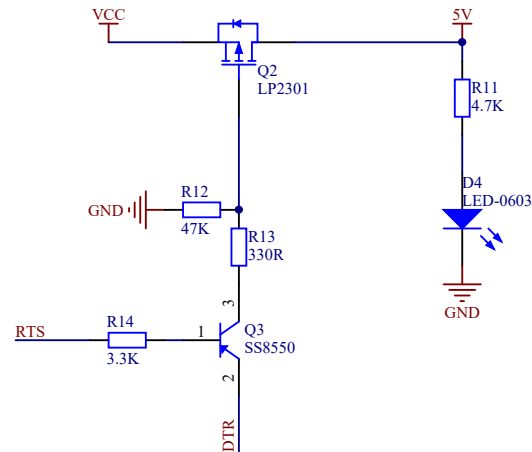 VCC
5V
Q2
LP2301
R11
4.7K
D4
LED-0603
R12
GND
47K
R13
330R
GND
3
R14
RTS
1
Q3
SS8550
3.3K
2
DTR